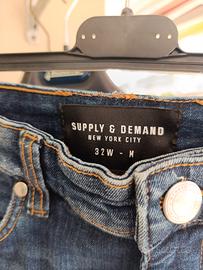 SUPPLY & DEMAND
NEW YORK CITY
32W - M